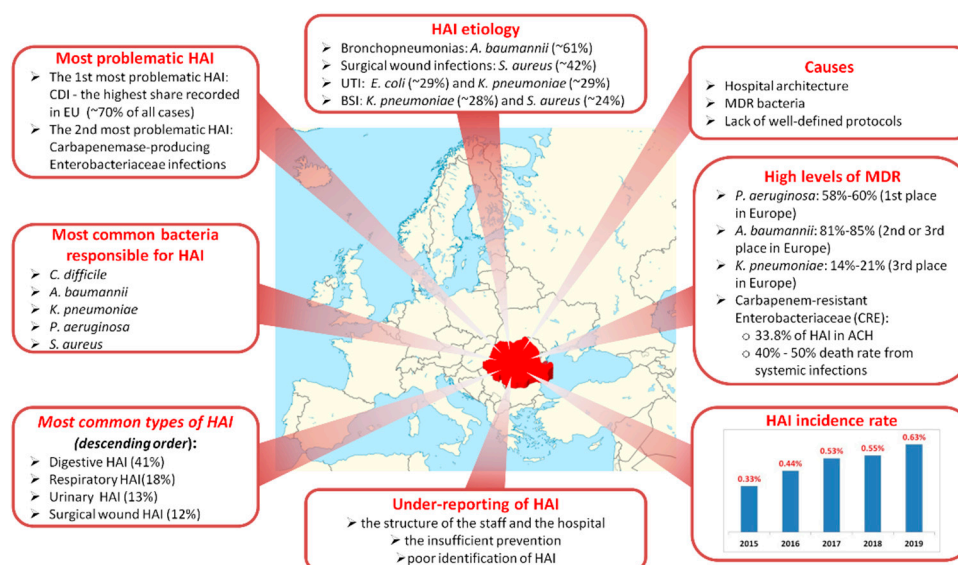 Most problematic HAI
➢ The 1st most problematic HAI:
CDI - the highest share recorded
in EU (~70% of all cases)
➢ The 2nd most problematic HAI:
Carbapenemase-producing
Enterobacteriaceae infections
HAI etiology
➢ Bronchopneumonias: A. baumannii (~61%)
➢ Surgical wound infections: S. aureus (~42%)
➢ UTI: E. coli (~29%) and K. pneumoniae (~29%)
➢ BSI: K. pneumoniae (~28%) and S. aureus (~24%)
Causes
➢ Hospital architecture
➢ MDR bacteria
➢ Lack of well-defined protocols
Most common bacteria
responsible for HAI
➢ C. difficile
➢ A. baumannii
➢ K. pneumoniae
➢ P. aeruginosa
➢ S. aureus
High levels of MDR
➢ P. aeruginosa: 58%-60% (1st place
in Europe)
➢ A. baumannii: 81%-85% (2nd or 3rd
place in Europe)
➢ K. pneumoniae: 14%-21% (3rd place
in Europe)
➢ Carbapenem-resistant
Enterobacteriaceae (CRE):
o 33.8% of HAI in ACH
o 40% - 50% death rate from
systemic infections
Most common types of HAI
(descending order):
➢ Digestive HAI (41%)
➢ Respiratory HAI(18%)
➢ Urinary HAI (13%)
➢ Surgical wound HAI (12%)
Under-reporting of HAI
➢ the structure of the staff and the hospital
➢ the insufficient prevention
➢ poor identification of HAI
HAI incidence rate
0.33% 0.44% 0.53% 0.55% 0.63%
2015 2016 2017 2018 2019